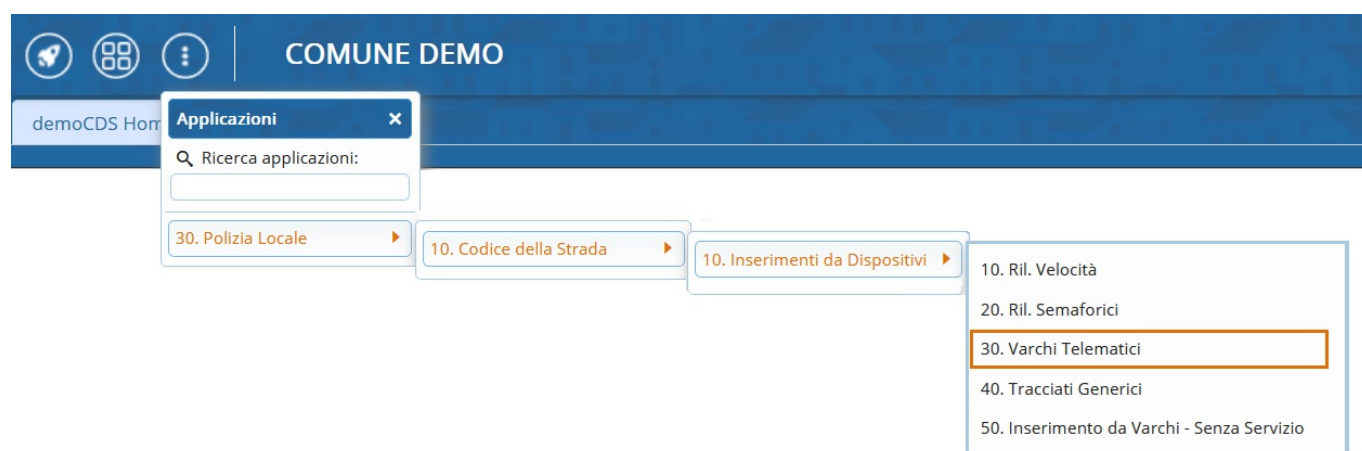 COMUNE DEMO
demoCDS Hom
Applicazioni
Ricerca applicazioni:
30. Polizia Locale
10. Codice della Strada
10. Inserimenti da Dispositivi
10. Ril. Velocità
20. Ril. Semaforici
30. Varchi Telematici
40. Tracciati Generici
50. Inserimento da Varchi - Senza Servizio